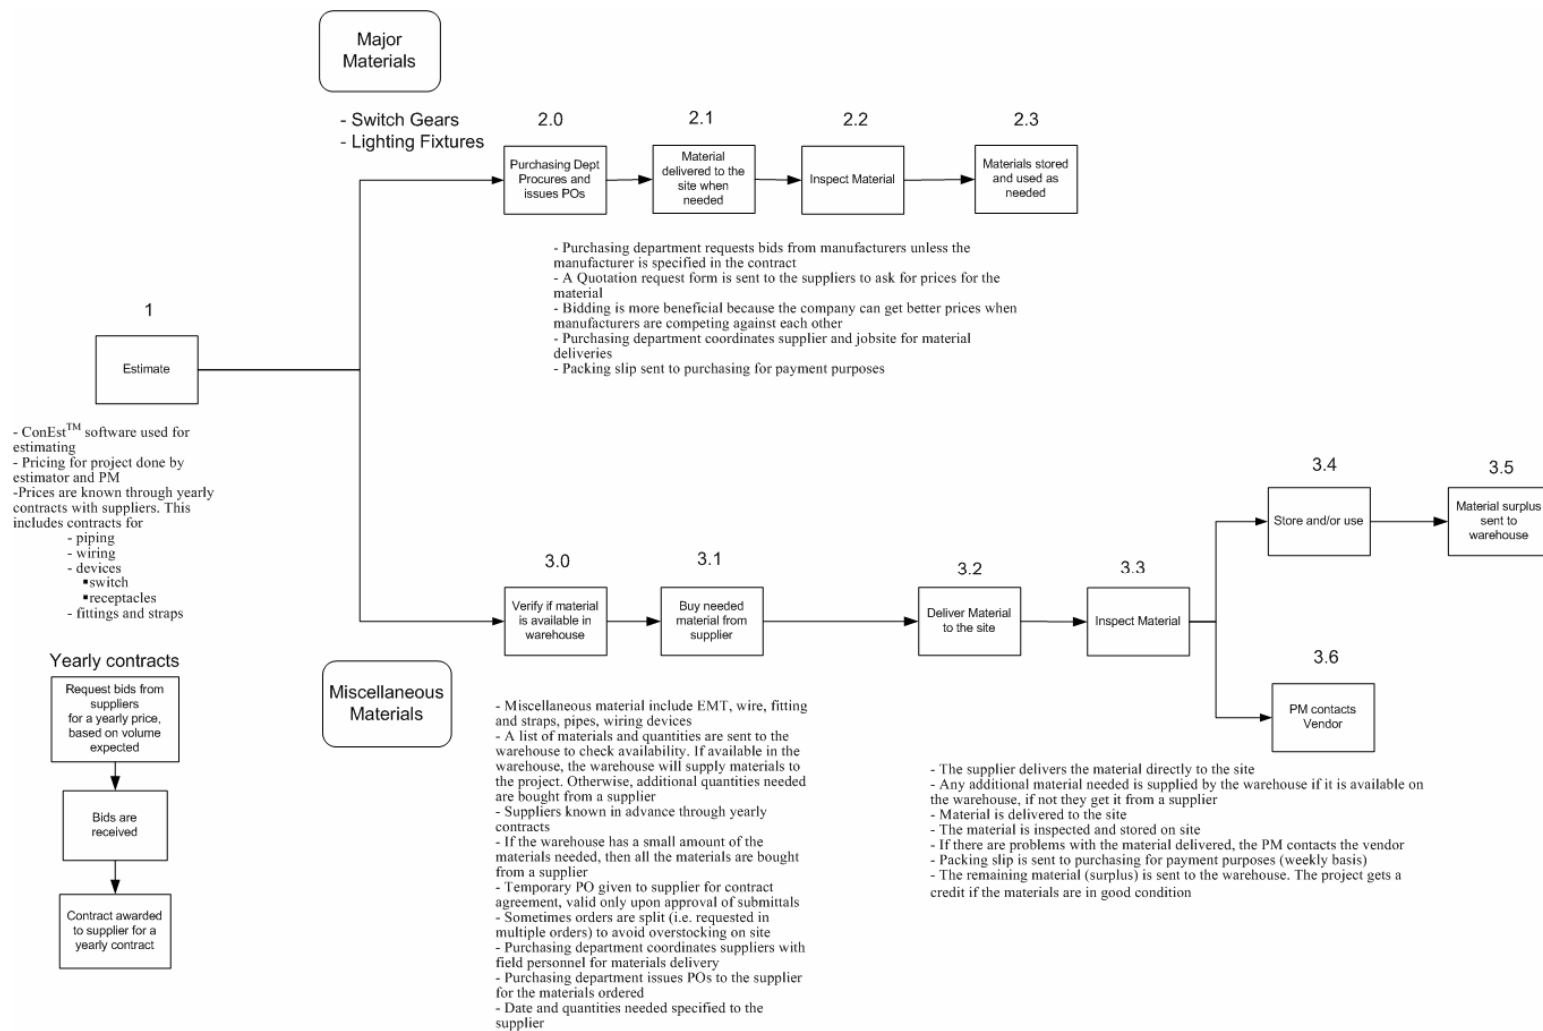 Major
Materials
- Switch Gears
- Lighting Fixtures
2.0
Purchasing Dept
Procures and
issues POs
2.1
Material
delivered to the
site when
needed
2.2
Inspect Material
2.3
Materials stored
and used as
needed
- Purchasing department requests bids from manufacturers unless the
manufacturer is specified in the contract
- A Quotation request form is sent to the suppliers to ask for prices for the
material
- Bidding is more beneficial because the company can get better prices when
manufacturers are competing against each other
- Purchasing department coordinates supplier and jobsite for material
deliveries
- Packing slip sent to purchasing for payment purposes
1
Estimate
- ConEst™ software used for
estimating
- Pricing for project done by
estimator and PM
-Prices are known through yearly
contracts with suppliers. This
includes contracts for
- piping
- wiring
- devices
▪switch
▪receptacles
- fittings and straps
Yearly contracts
Request bids from
suppliers
for a yearly price,
based on volume
expected
Bids are
received
Contract awarded
to supplier for a
yearly contract
Miscellaneous
Materials
3.0
Verify if material
is available in
warehouse
3.1
Buy needed
material from
supplier
3.2
Deliver Material
to the site
3.3
Inspect Material
3.4
Store and/or use
3.5
Material surplus
sent to
warehouse
3.6
PM contacts
Vendor
- Miscellaneous material include EMT, wire, fitting
and straps, pipes, wiring devices
- A list of materials and quantities are sent to the
warehouse to check availability. If available in the
warehouse, the warehouse will supply materials to
the project. Otherwise, additional quantities needed
are bought from a supplier
- Suppliers known in advance through yearly
contracts
- If the warehouse has a small amount of the
materials needed, then all the materials are bought
from a supplier
- Temporary PO given to supplier for contract
agreement, valid only upon approval of submittals
- Sometimes orders are split (i.e. requested in
multiple orders) to avoid overstocking on site
- Purchasing department coordinates suppliers with
field personnel for materials delivery
- Purchasing department issues POs to the supplier
for the materials ordered
- Date and quantities needed specified to the
supplier
- The supplier delivers the material directly to the site
- Any additional material needed is supplied by the warehouse if it is available on
the warehouse, if not they get it from a supplier
- Material is delivered to the site
- The material is inspected and stored on site
- If there are problems with the material delivered, the PM contacts the vendor
- Packing slip is sent to purchasing for payment purposes (weekly basis)
- The remaining material (surplus) is sent to the warehouse. The project gets a
credit if the materials are in good condition